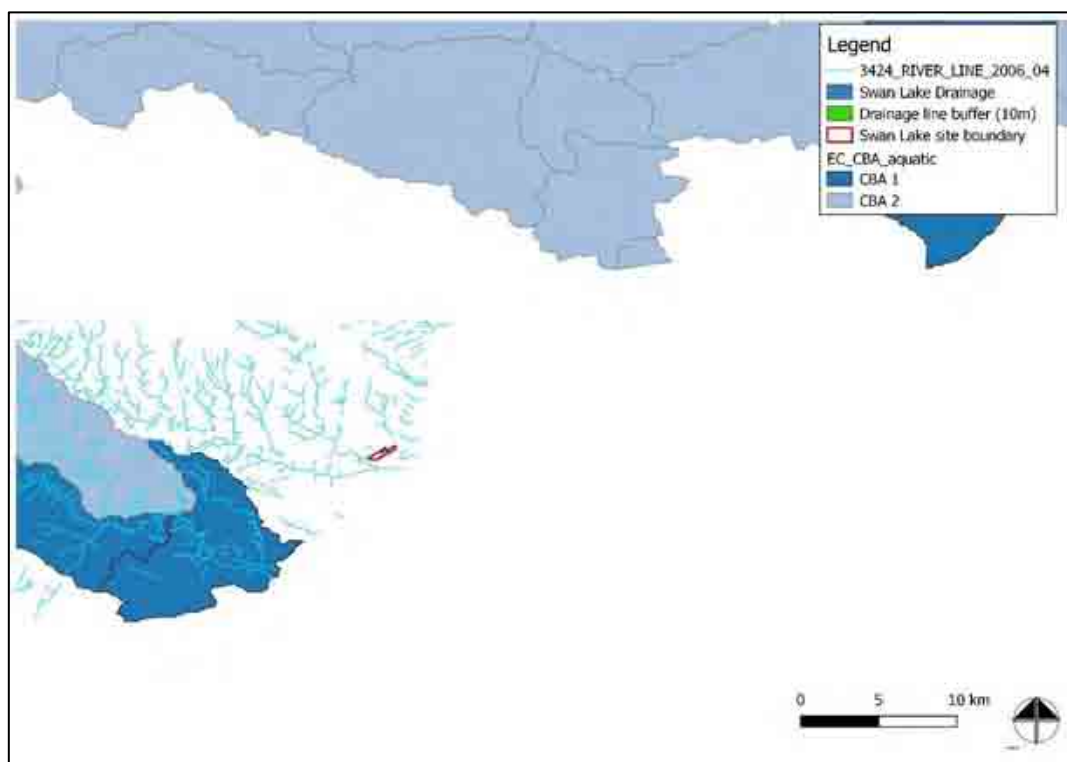 Legend
3424_RIVER_LINE_2006_04
Swan Lake Drainage
Drainage line buffer (10m)
Swan Lake site boundary
EC_CBA_aquatic
CBA 1
CBA 2
0 5 10 km